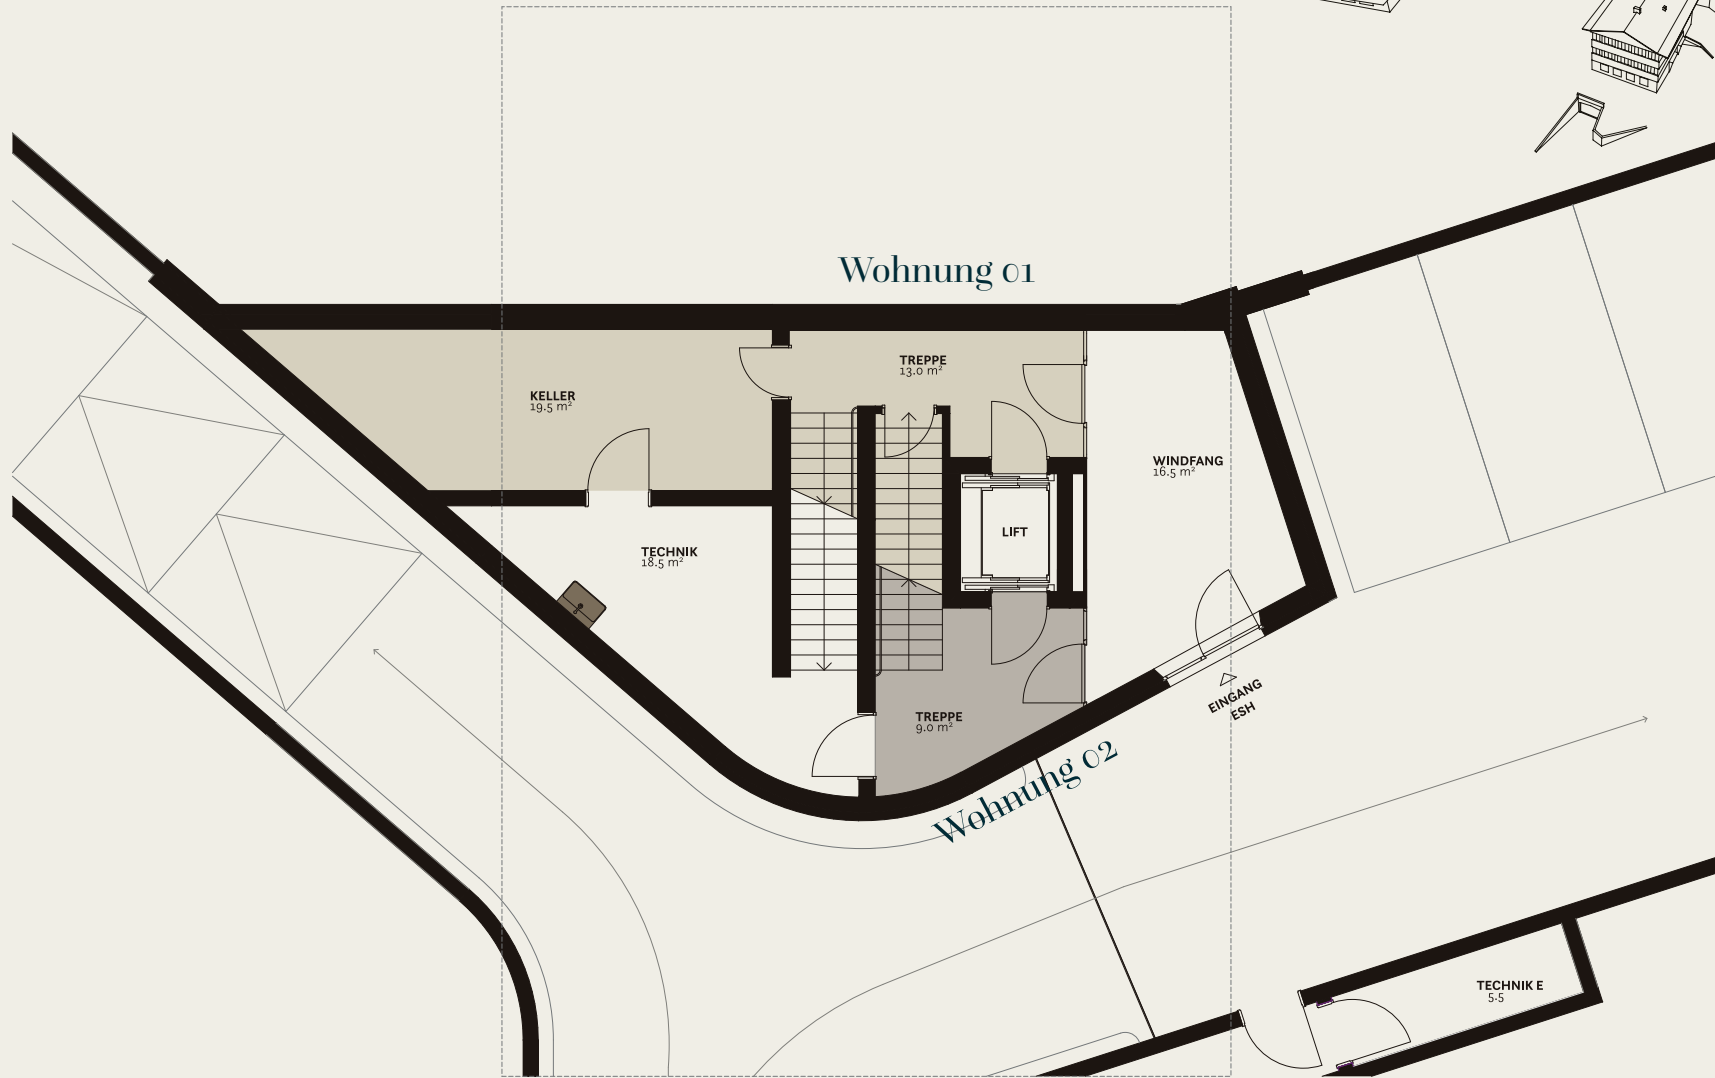 Wohnung 01
TREPPE
13.0 m²
KELLER
19.5 m²
WINDFANG
16.5 m²
LIFT
TECHNIK
18.5 m²
EINGANG
ESH
TREPPE
9.0 m²
Wohnung 02
TECHNIK E
5.5